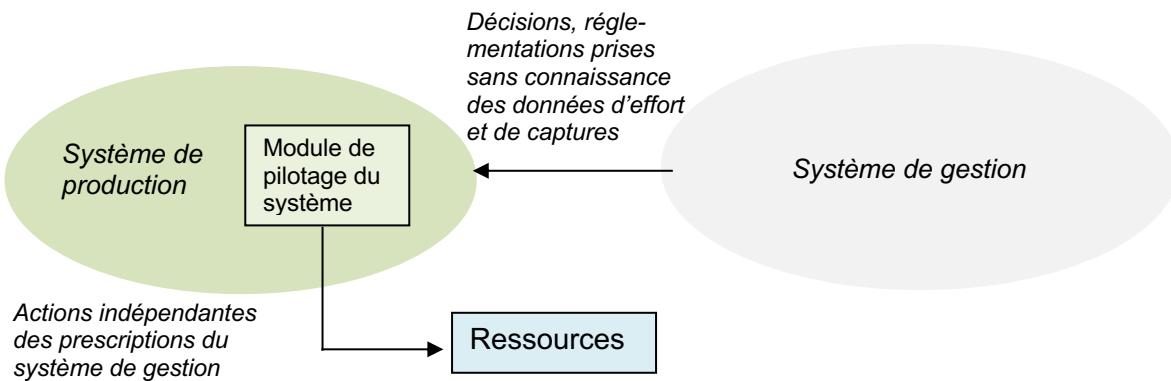 Décisions, régle-
mentations prises
sans connaissance
des données d'effort
et de captures
Système de
production
Module de
pilotage du
système
Système de gestion
Actions indépendantes
des prescriptions du
système de gestion
Ressources